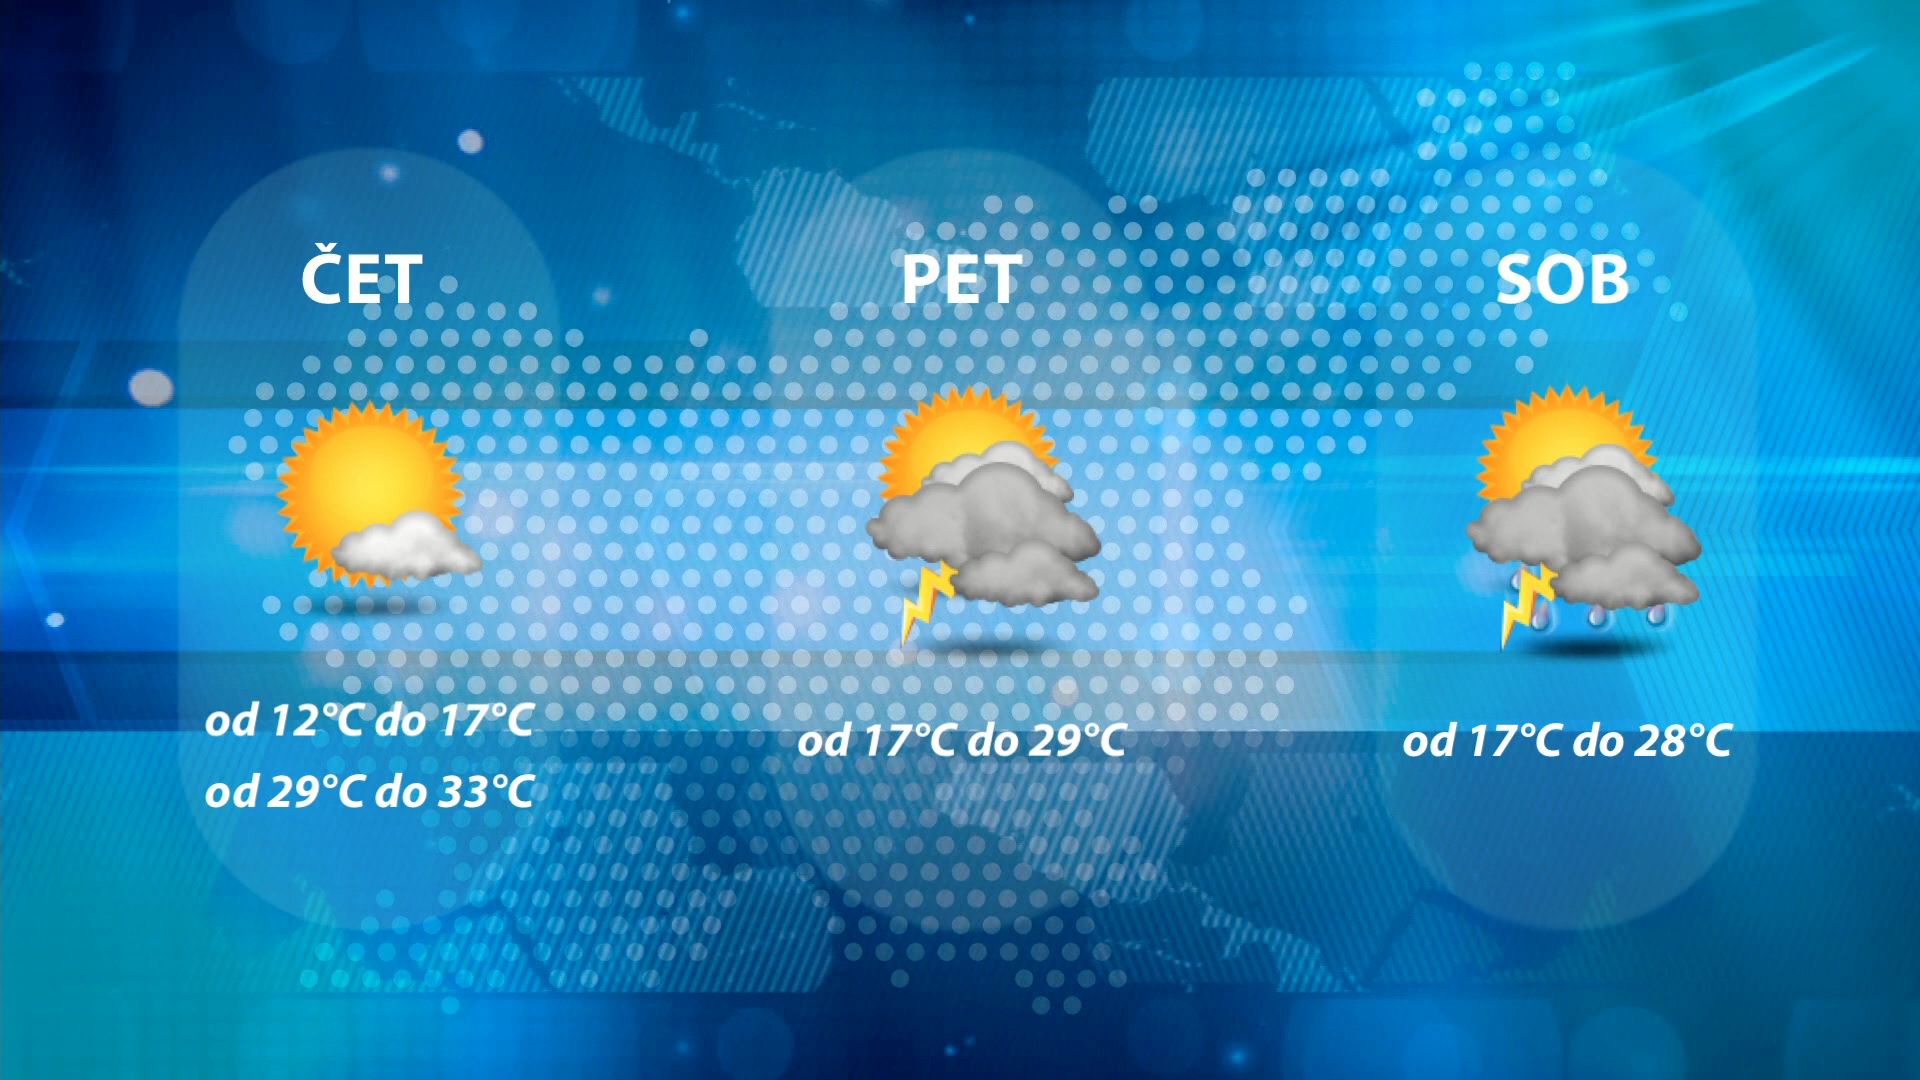 ČET
PET
SOB
od 12°C do 17°C
od 29°C do 33°C
od 17°C do 29°C
od 17°C do 28°C